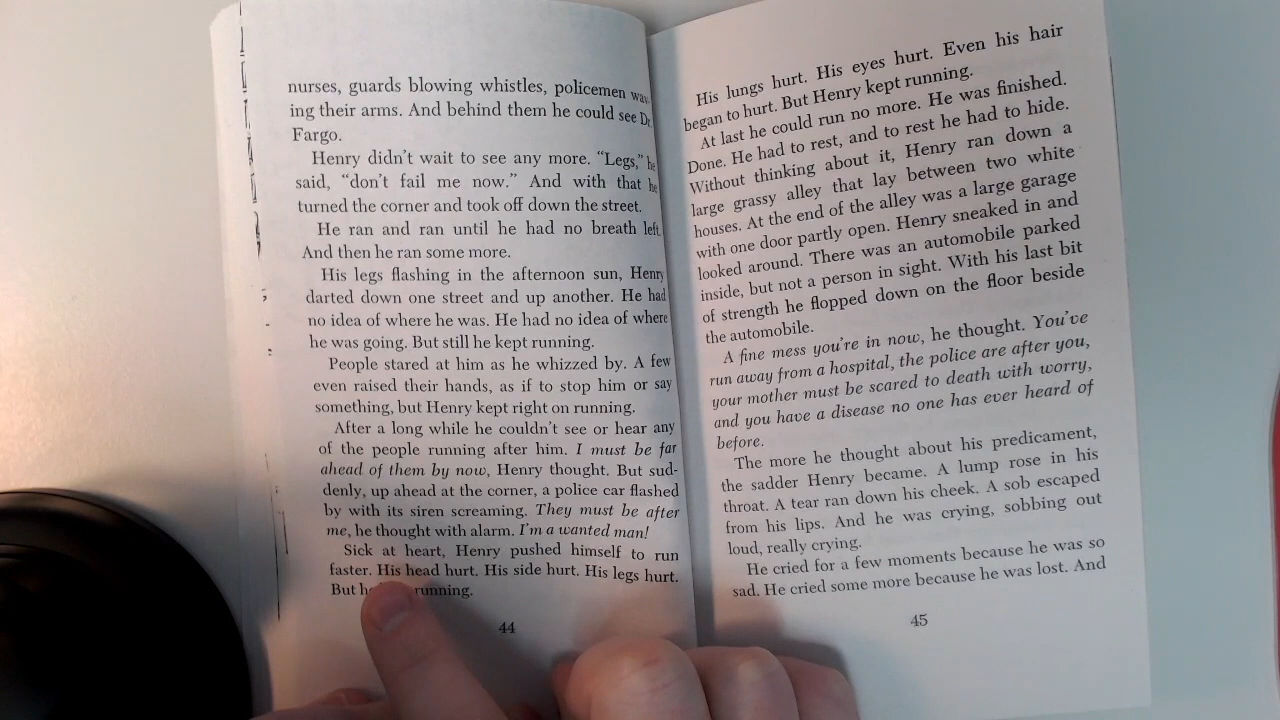 nurses, guards blowing whistles, policemen wav-
ing their arms. And behind them he could see Dr.
Fargo.
Henry didn't wait to see any more. “Legs,” he
said, “don't fail me now.” And with that he
turned the corner and took off down the street.
He ran and ran until he had no breath left.
And then he ran some more.
His legs flashing in the afternoon sun, Henry
darted down one street and up another. He had
no idea of where he was. He had no idea of where
he was going. But still he kept running.
People stared at him as he whizzed by. A few
even raised their hands, as if to stop him or say
something, but Henry kept right on running.
After a long while he couldn't see or hear any
of the people running after him. I must be far
ahead of them by now, Henry thought. But sud-
denly, up ahead at the corner, a police car flashed
by with its siren screaming. They must be after
me, he thought with alarm. I'm a wanted man!
Sick at heart, Henry pushed himself to run
faster. His head hurt. His side hurt. His legs hurt.
But running.
44
His lungs hurt. His eyes hurt. Even his hair
began to hurt. But Henry kept running.
At last he could run no more. He was finished.
Done. He had to rest, and to rest he had to hide.
Without thinking about it, Henry ran down a
large grassy alley that lay between two white
houses. At the end of the alley was a large garage
with one door partly open. Henry sneaked in and
looked around. There was an automobile parked
inside, but not a person in sight. With his last bit
of strength he flopped down on the floor beside
the automobile.
A fine mess you're in now, he thought. You've
run away from a hospital, the police are after you,
your mother must be scared to death with worry,
and you have a disease no one has ever heard of
before.
The more he thought about his predicament,
the sadder Henry became. A lump rose in his
throat. A tear ran down his cheek. A sob escaped
from his lips. And he was crying, sobbing out
loud, really crying.
He cried for a few moments because he was so
sad. He cried some more because he was lost. And
45